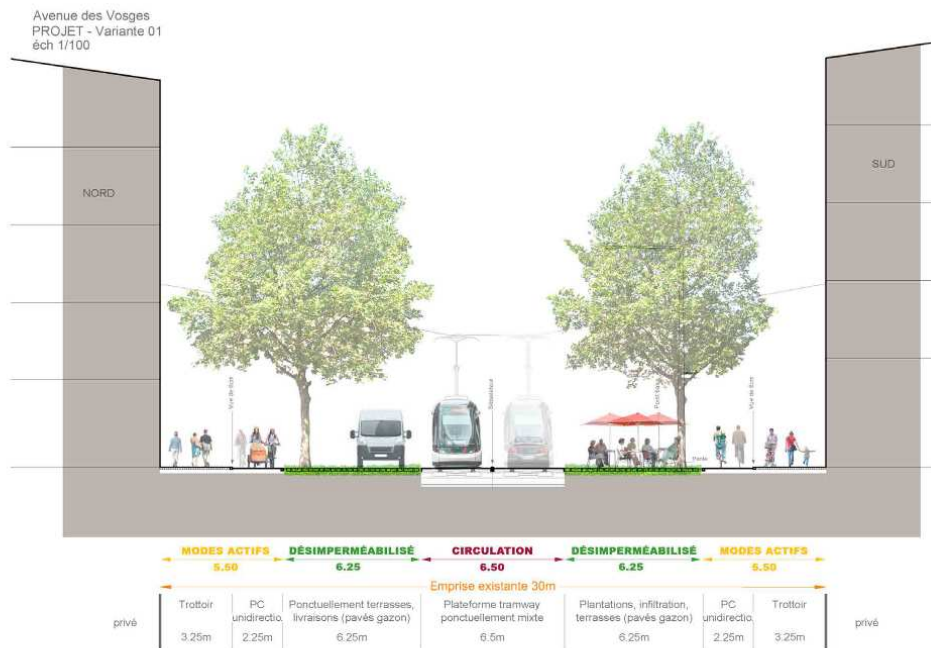 Avenue des Vosges
PROJET - Variante 01
éch 1/100
NORD
SUD
MODES ACTIFS
5.50
DÉSIMPERMÉABILISÉ
6.25
CIRCULATION
6.50
DÉSIMPERMÉABILISÉ
6.25
MODES ACTIFS
5.50
Emprise existante 30m
privé
Trottoir
3.25m
PC
unidirectio.
2.25m
Ponctuellement terrasses,
livraisons (pavés gazon)
6.25m
Plateforme tramway
ponctuellement mixte
6.5m
Plantations, infiltration,
terrasses (pavés gazon)
6.25m
PC
unidirectio.
2.25m
Trottoir
3.25m
privé